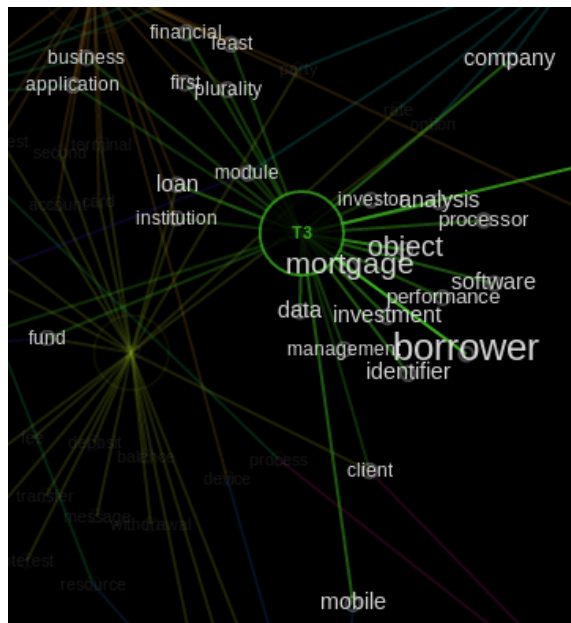 financial
least
business
company
application
first
plurality
party
rate
option
second
terminal
module
loan
investor
analysis
account
card
institution
processor
T3
object
mortgage
software
performance
data
investment
fund
management
borrower
identifier
fee
deposit
balance
process
client
device
transfer
message
withdrawal
resource
mobile